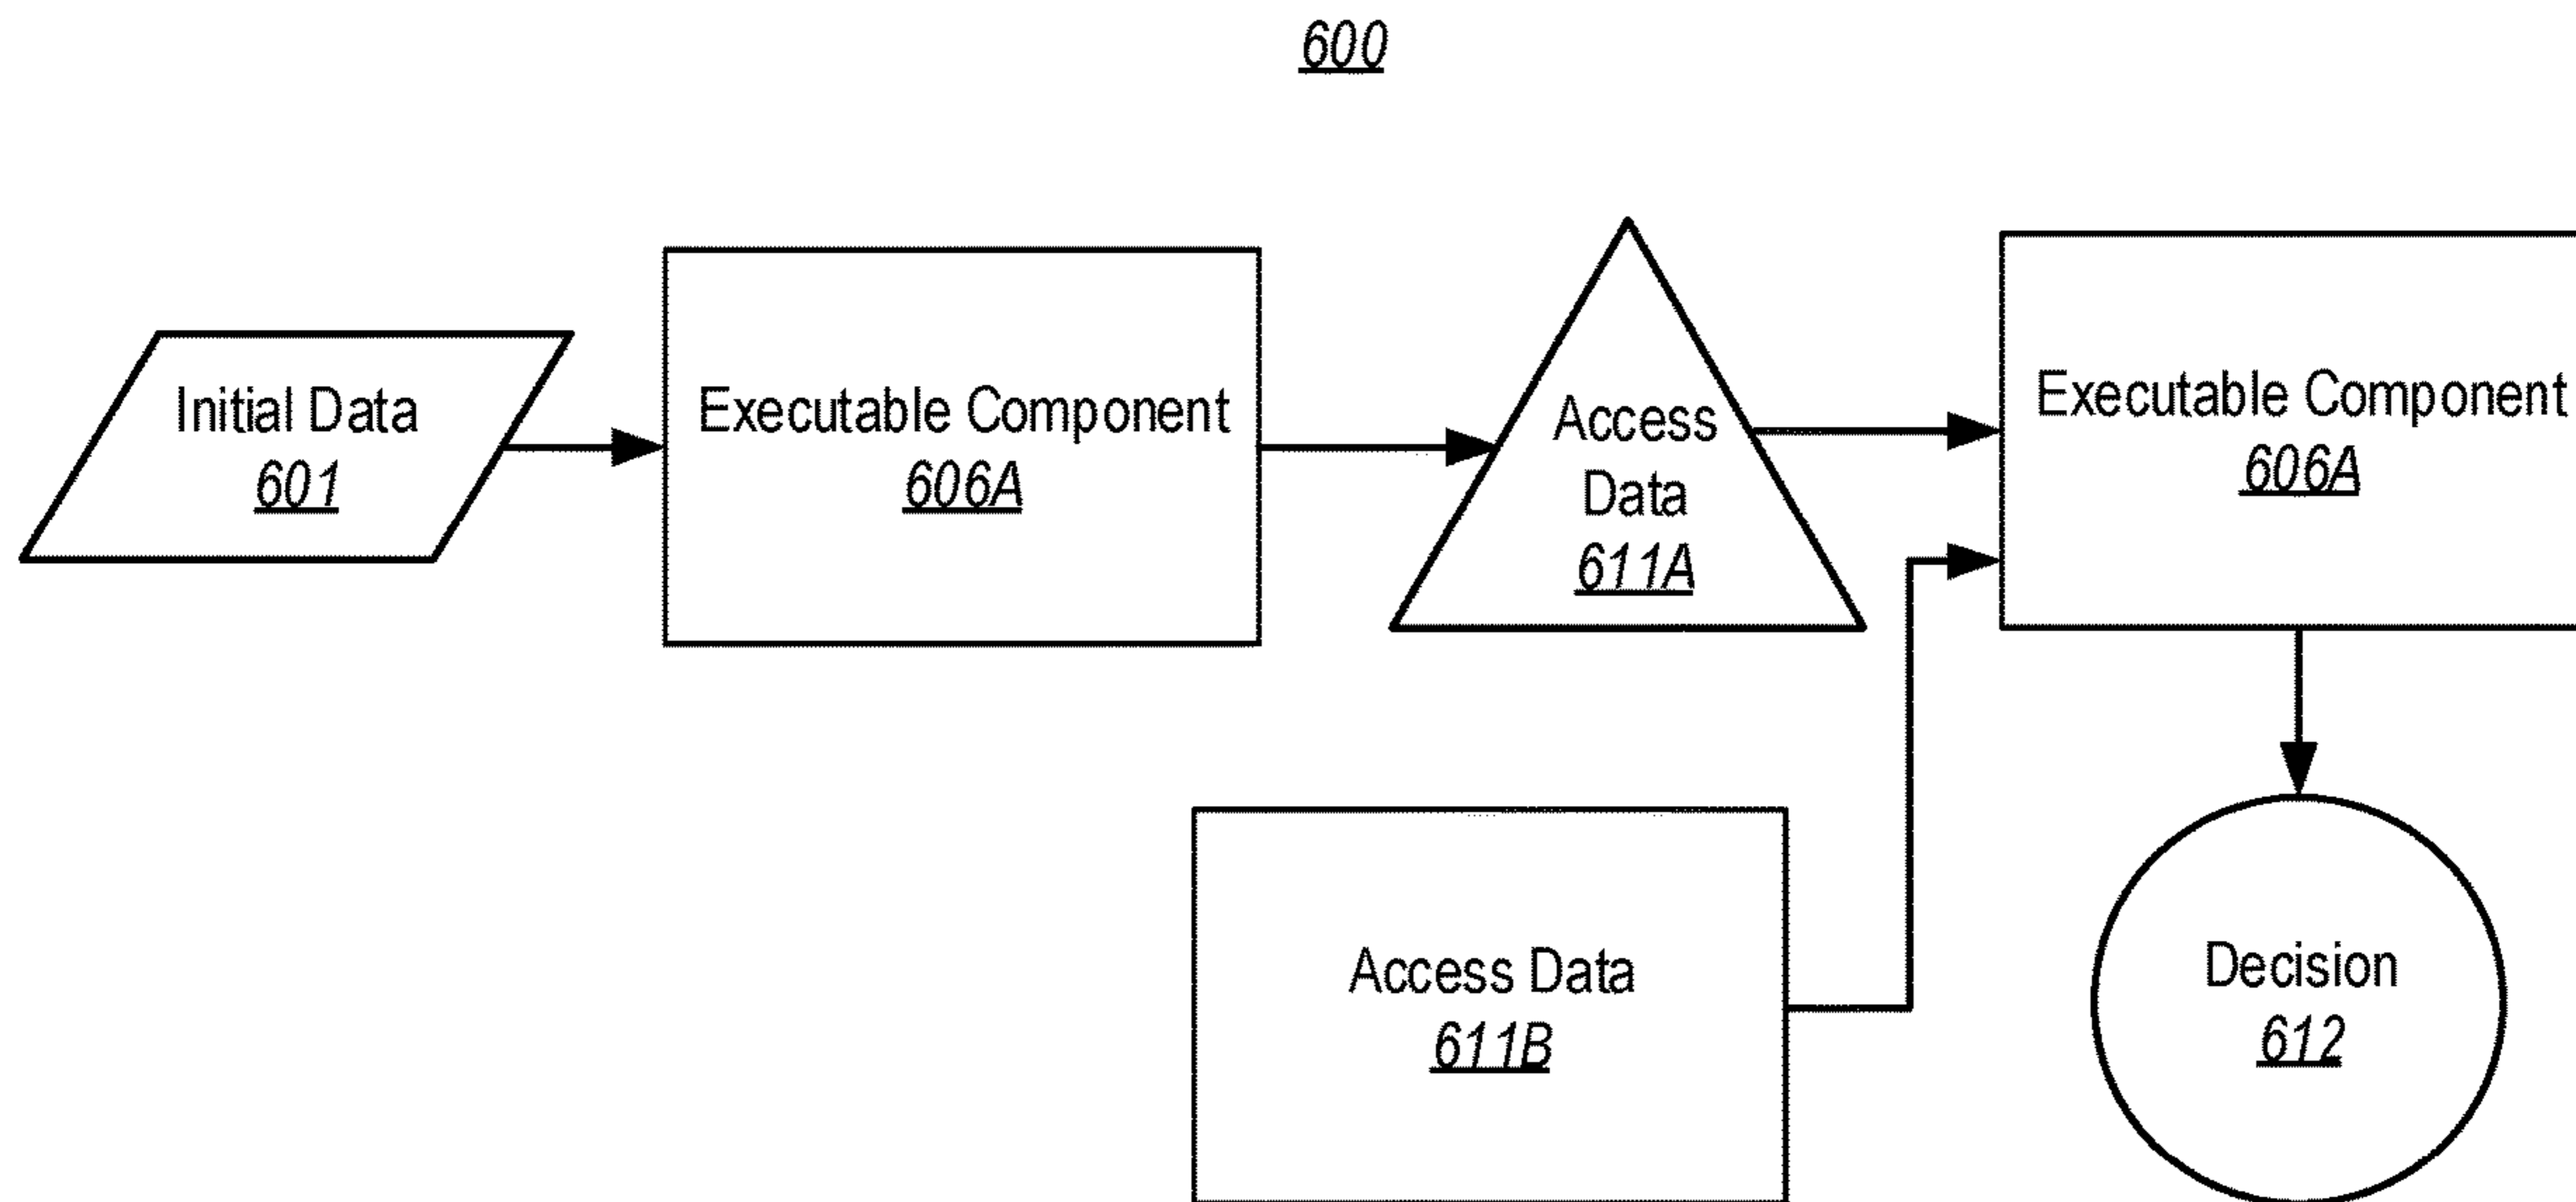 600
Initial Data
601
Executable Component
606A
Access
Data
611A
Executable Component
606A
Access Data
611B
Decision
612